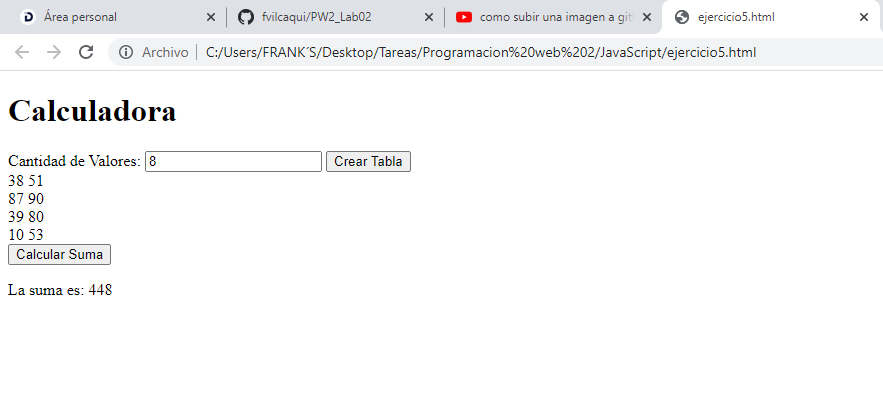 Área personal
fvilcaqui/PW2_Lab02
como subir una imagen a git
ejercicio5.html
Archivo C:/Users/FRANK´S/Desktop/Tareas/Programacion%20web%202/JavaScript/ejercicio5.html
Calculadora
Cantidad de Valores: 8 Crear Tabla
38 51
87 90
39 80
10 53
Calcular Suma
La suma es: 448